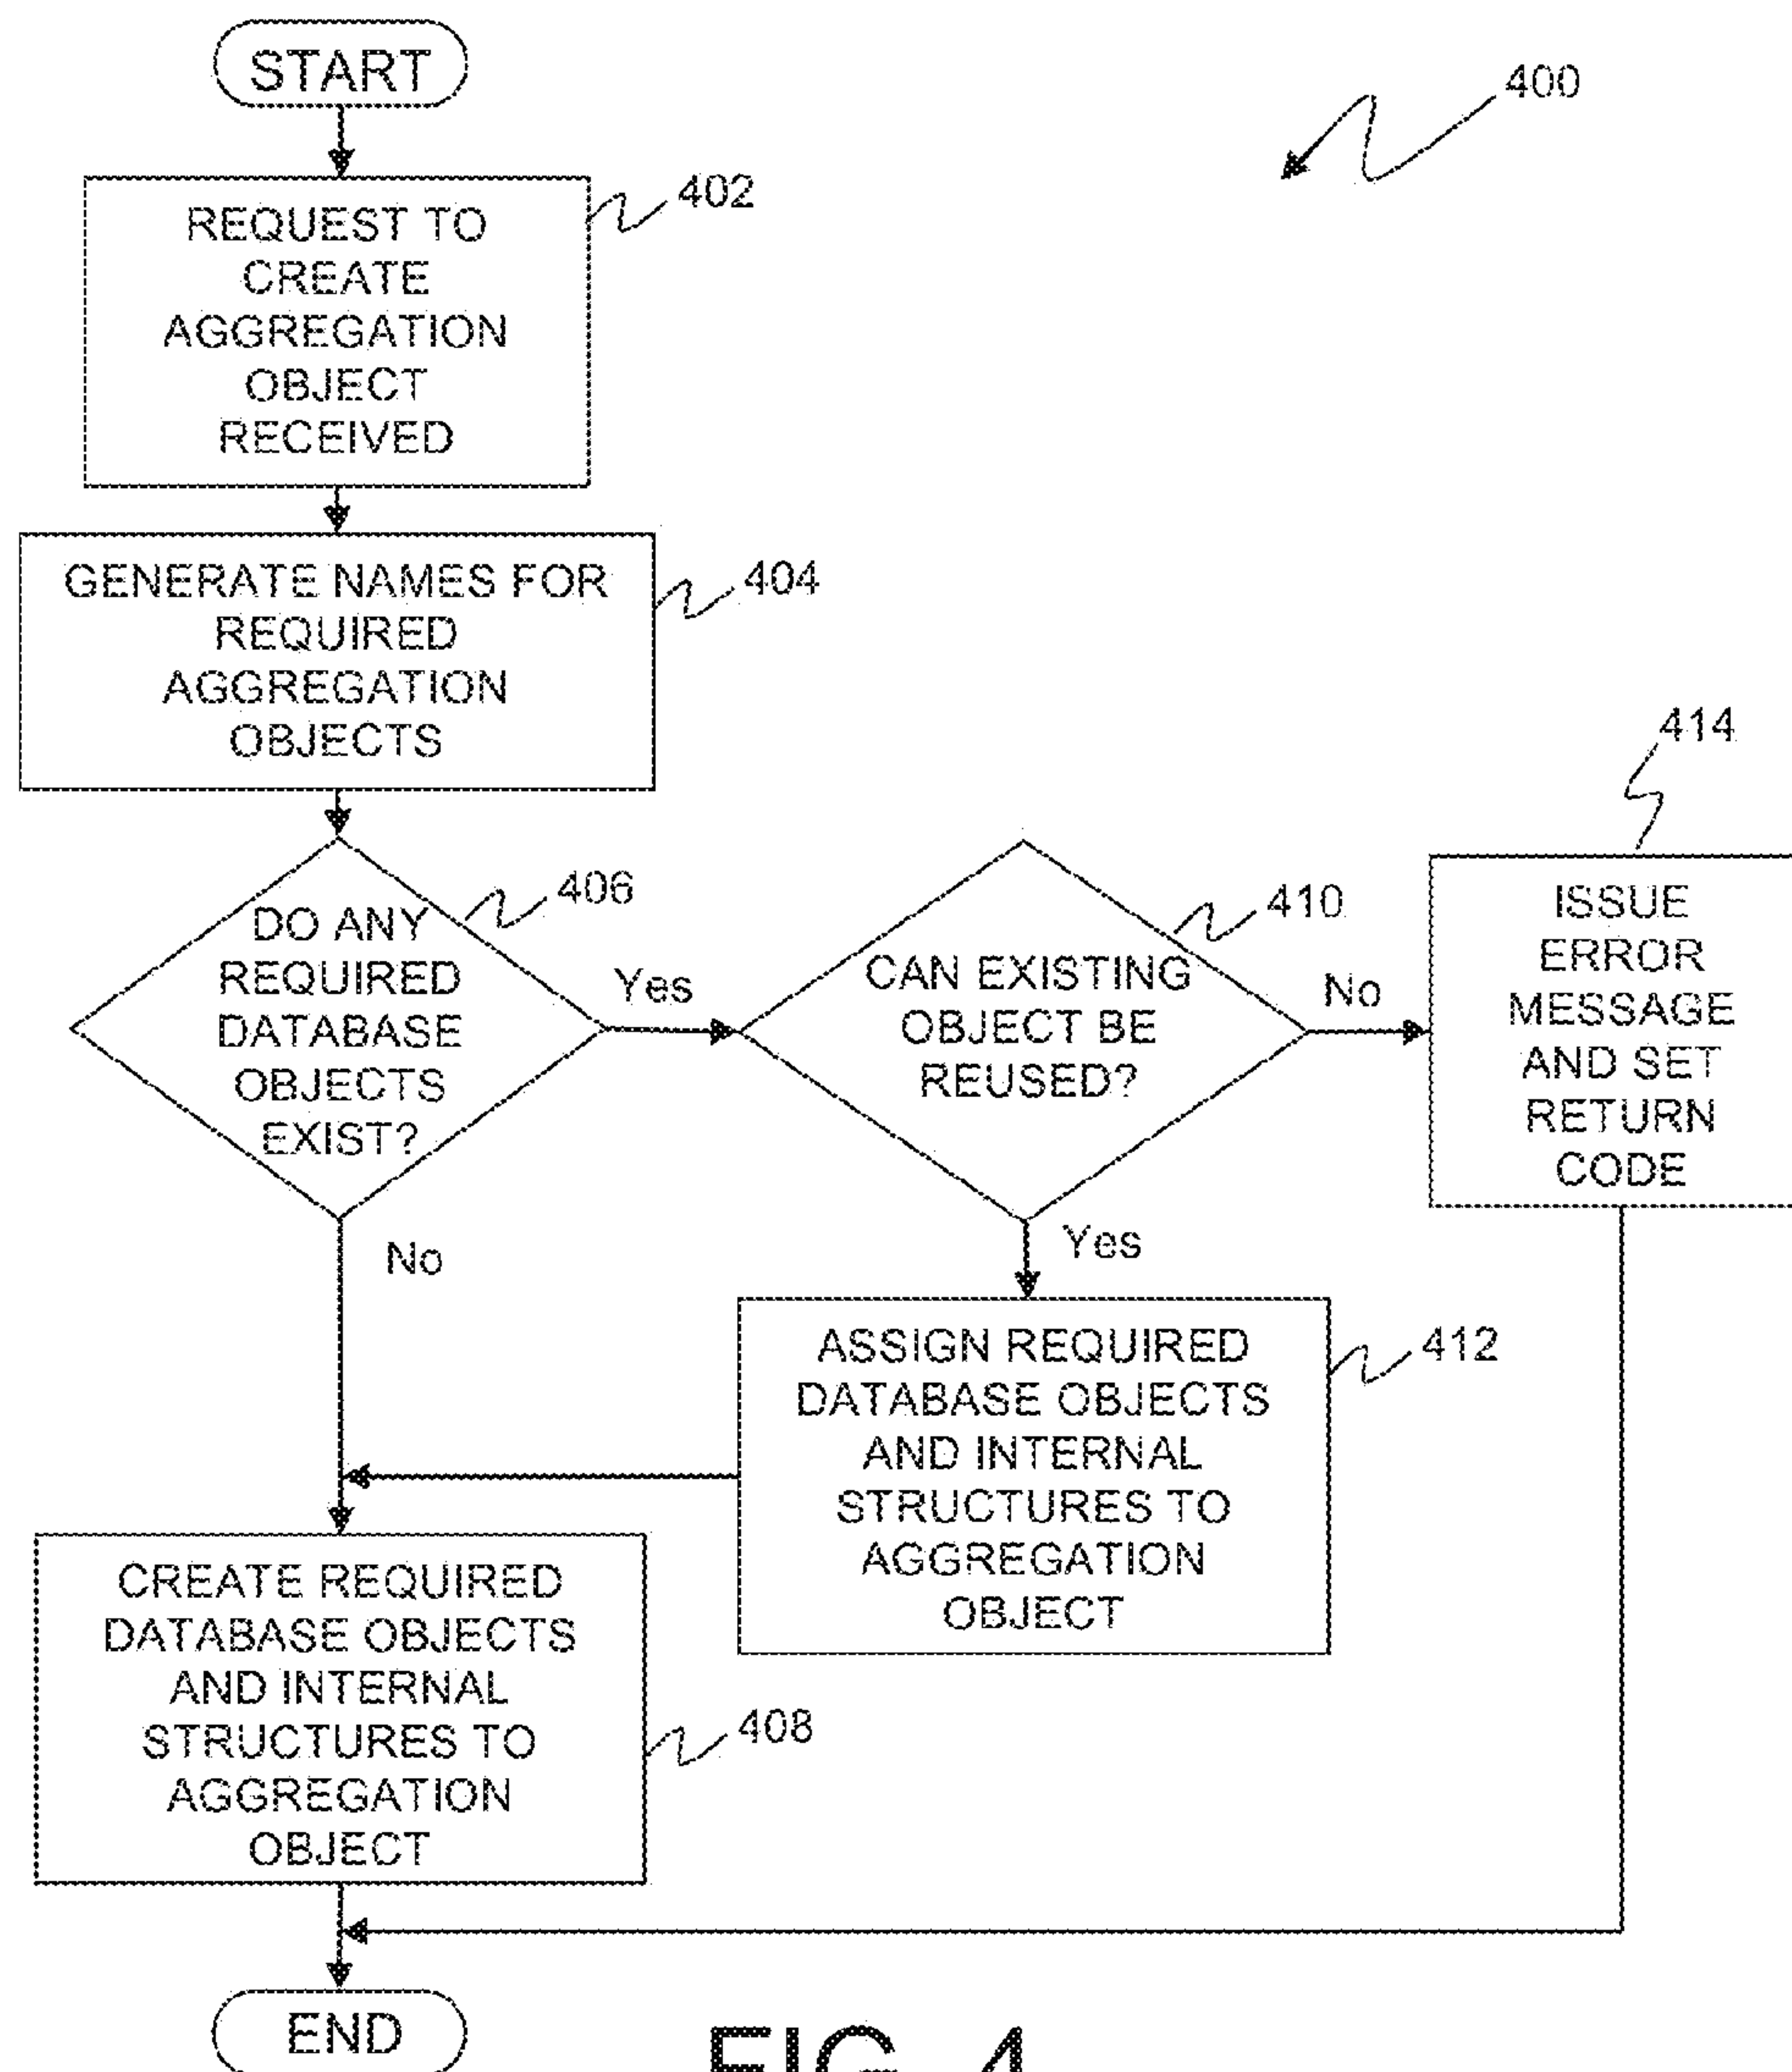 START
400
REQUEST TO
CREATE
AGGREGATION
OBJECT
RECEIVED
402
GENERATE NAMES FOR
REQUIRED
AGGREGATION
OBJECTS
404
DO ANY
REQUIRED
DATABASE
OBJECTS
EXIST?
406
Yes
No
CAN EXISTING
OBJECT BE
REUSED?
410
No
Yes
414
ISSUE
ERROR
MESSAGE
AND SET
RETURN
CODE
ASSIGN REQUIRED
DATABASE OBJECTS
AND INTERNAL
STRUCTURES TO
AGGREGATION
OBJECT
412
CREATE REQUIRED
DATABASE OBJECTS
AND INTERNAL
STRUCTURES TO
AGGREGATION
OBJECT
408
END
FIG. 4